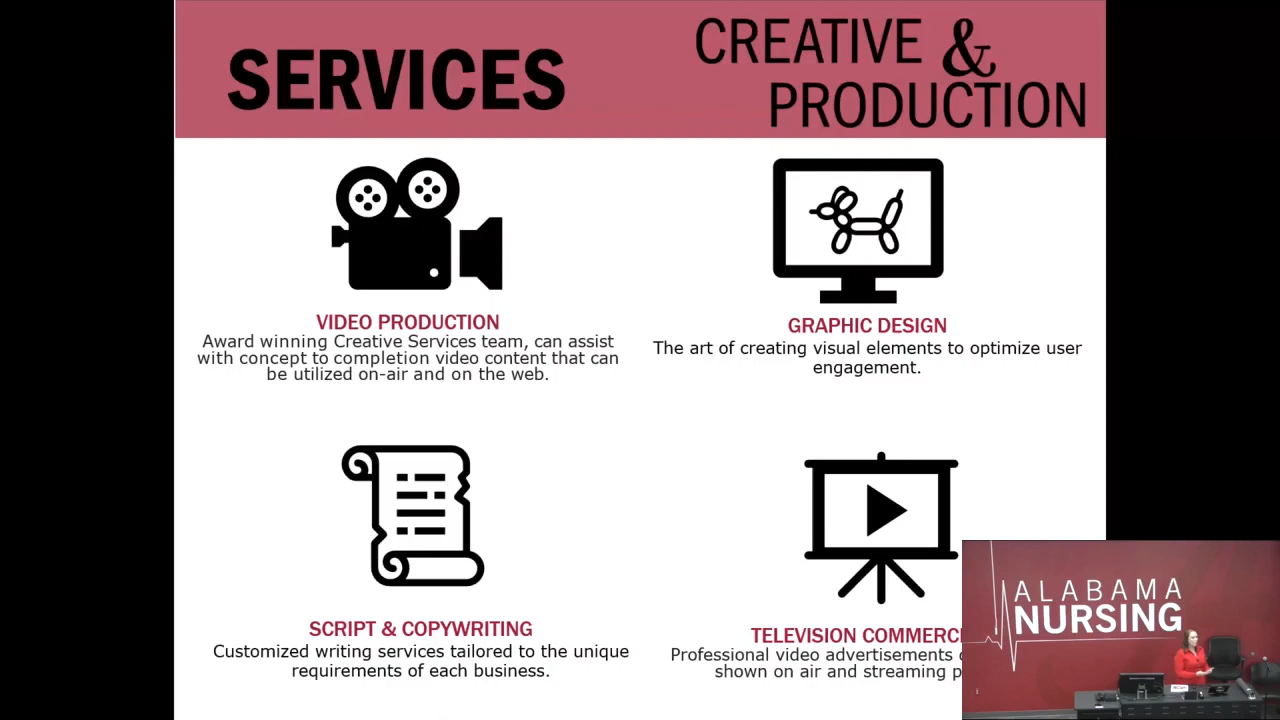 SERVICES
CREATIVE &
PRODUCTION
VIDEO PRODUCTION
Award winning Creative Services team, can assist
with concept to completion video content that can
be utilized on-air and on the web.
GRAPHIC DESIGN
The art of creating visual elements to optimize user
engagement.
SCRIPT & COPYWRITING
Customized writing services tailored to the unique
requirements of each business.
TELEVISION COMMERCI
Professional video advertisements
shown on air and streaming
ALABAMA
NURSING